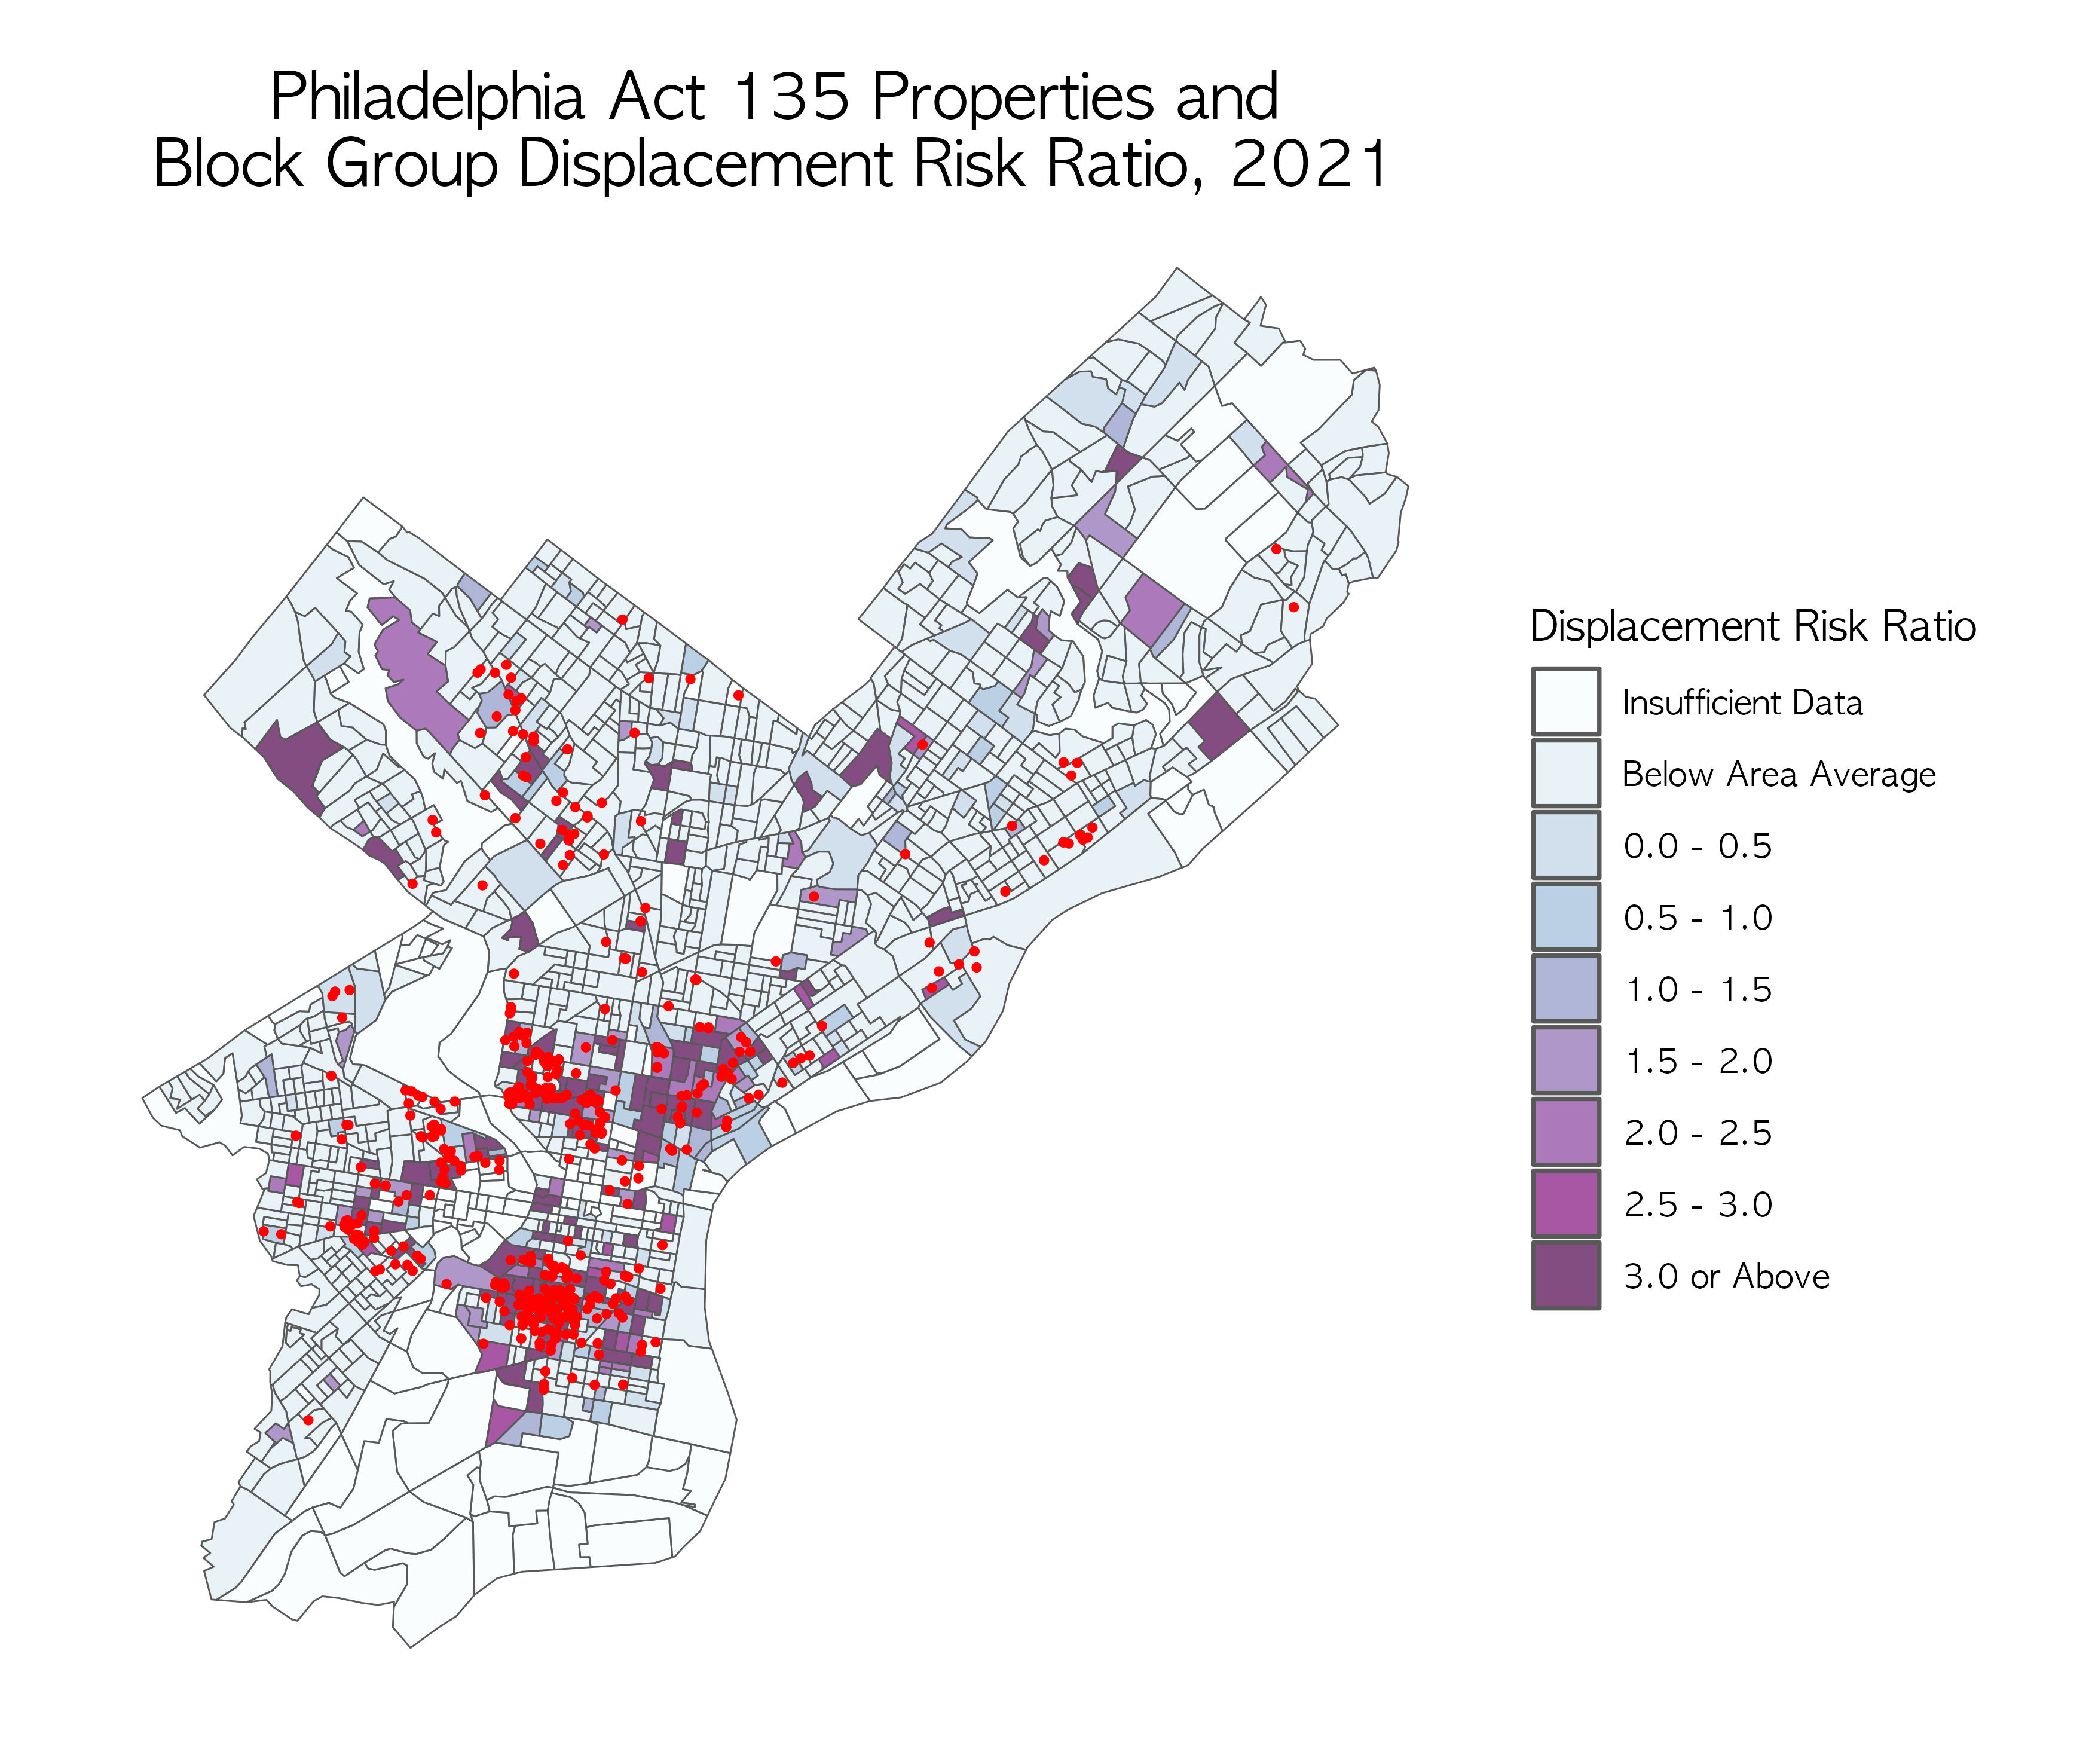 Philadelphia Act 135 Properties and
Block Group Displacement Risk Ratio, 2021
Displacement Risk Ratio
Insufficient Data
Below Area Average
0.0 - 0.5
0.5 - 1.0
1.0 - 1.5
1.5 - 2.0
2.0 - 2.5
2.5 - 3.0
3.0 or Above